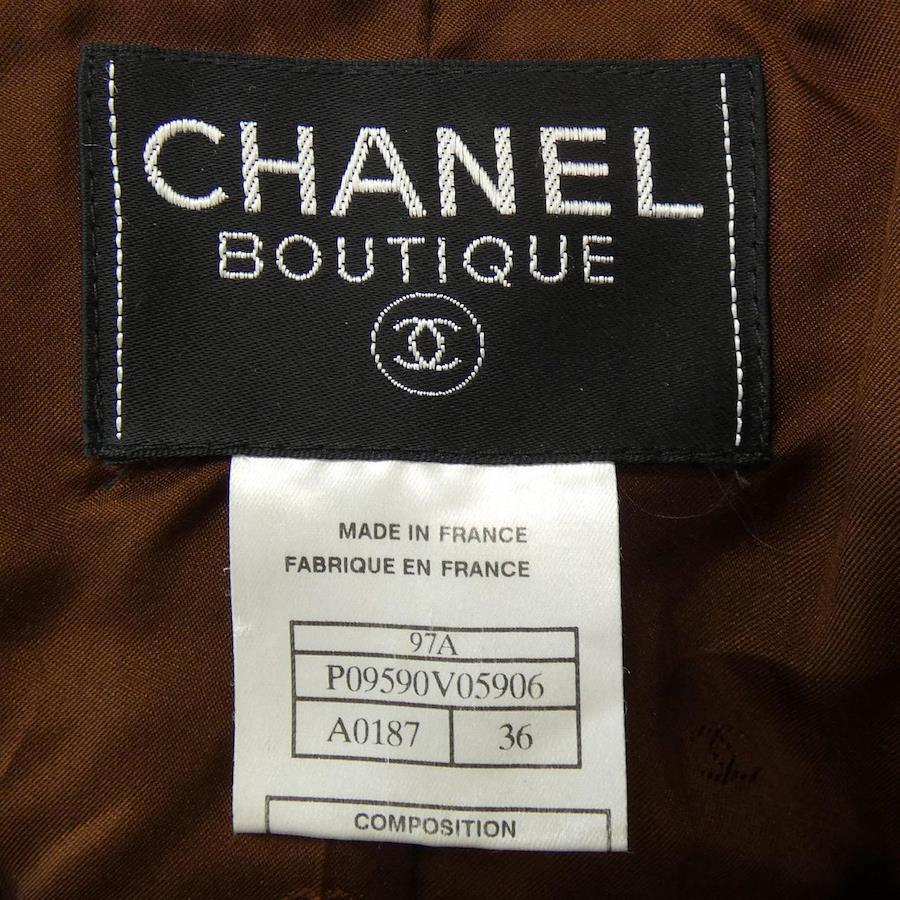 CHANEL
BOUTIQUE
MADE IN FRANCE
FABRIQUE EN FRANCE
97A
P09590V05906
A0187 36
COMPOSITION